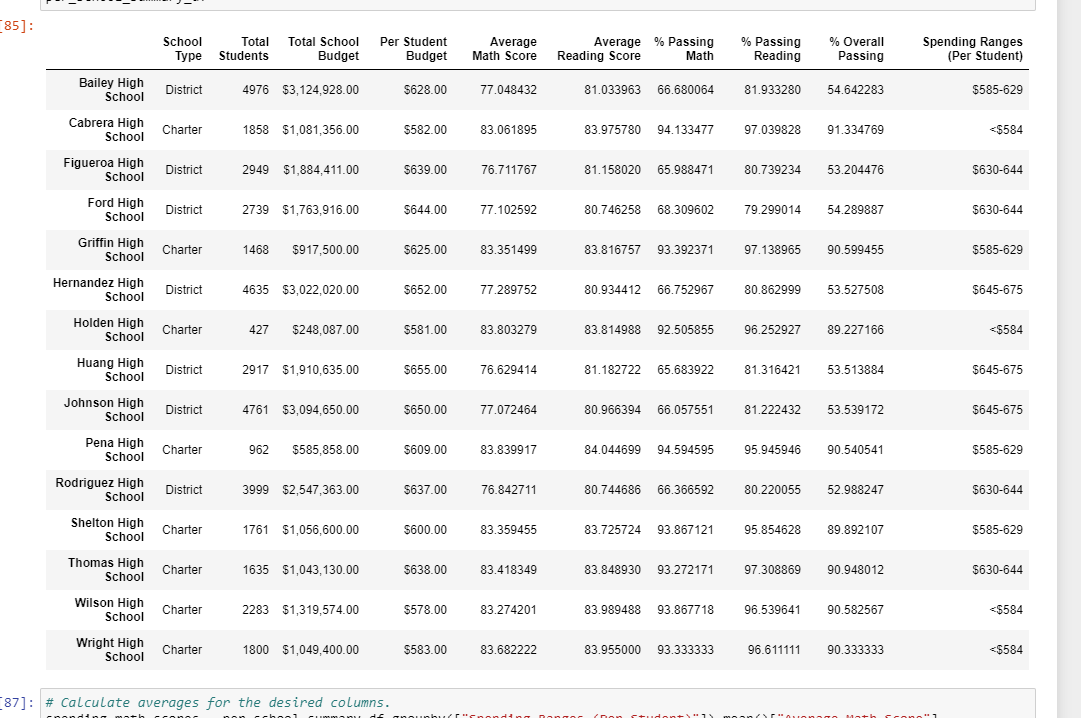 per_school_summary_df
[85]:
School Type Total Students Total School Budget Per Student Budget Average Math Score Average Reading Score % Passing Math % Passing Reading % Overall Passing Spending Ranges (Per Student)
Bailey High School District 4976 $3,124,928.00 $628.00 77.048432 81.033963 66.680064 81.933280 54.642283 $585-629
Cabrera High School Charter 1858 $1,081,356.00 $582.00 83.061895 83.975780 94.133477 97.039828 91.334769 <$584
Figueroa High School District 2949 $1,884,411.00 $639.00 76.711767 81.158020 65.988471 80.739234 53.204476 $630-644
Ford High School District 2739 $1,763,916.00 $644.00 77.102592 80.746258 68.309602 79.299014 54.289887 $630-644
Griffin High School Charter 1468 $917,500.00 $625.00 83.351499 83.816757 93.392371 97.138965 90.599455 $585-629
Hernandez High School District 4635 $3,022,020.00 $652.00 77.289752 80.934412 66.752967 80.862999 53.527508 $645-675
Holden High School Charter 427 $248,087.00 $581.00 83.803279 83.814988 92.505855 96.252927 89.227166 <$584
Huang High School District 2917 $1,910,635.00 $655.00 76.629414 81.182722 65.683922 81.316421 53.513884 $645-675
Johnson High School District 4761 $3,094,650.00 $650.00 77.072464 80.966394 66.057551 81.222432 53.539172 $645-675
Pena High School Charter 962 $585,858.00 $609.00 83.839917 84.044699 94.594595 95.945946 90.540541 $585-629
Rodriguez High School District 3999 $2,547,363.00 $637.00 76.842711 80.744686 66.366592 80.220055 52.988247 $630-644
Shelton High School Charter 1761 $1,056,600.00 $600.00 83.359455 83.725724 93.867121 95.854628 89.892107 $585-629
Thomas High School Charter 1635 $1,043,130.00 $638.00 83.418349 83.848930 93.272171 97.308869 90.948012 $630-644
Wilson High School Charter 2283 $1,319,574.00 $578.00 83.274201 83.989488 93.867718 96.539641 90.582567 <$584
Wright High School Charter 1800 $1,049,400.00 $583.00 83.682222 83.955000 93.333333 96.611111 90.333333 <$584
[87]: # Calculate averages for the desired columns.
spending_math_scores = per_school_summary_df.groupby(["Spending Ranges (Per Student)"]).mean()["Average Math Score"]